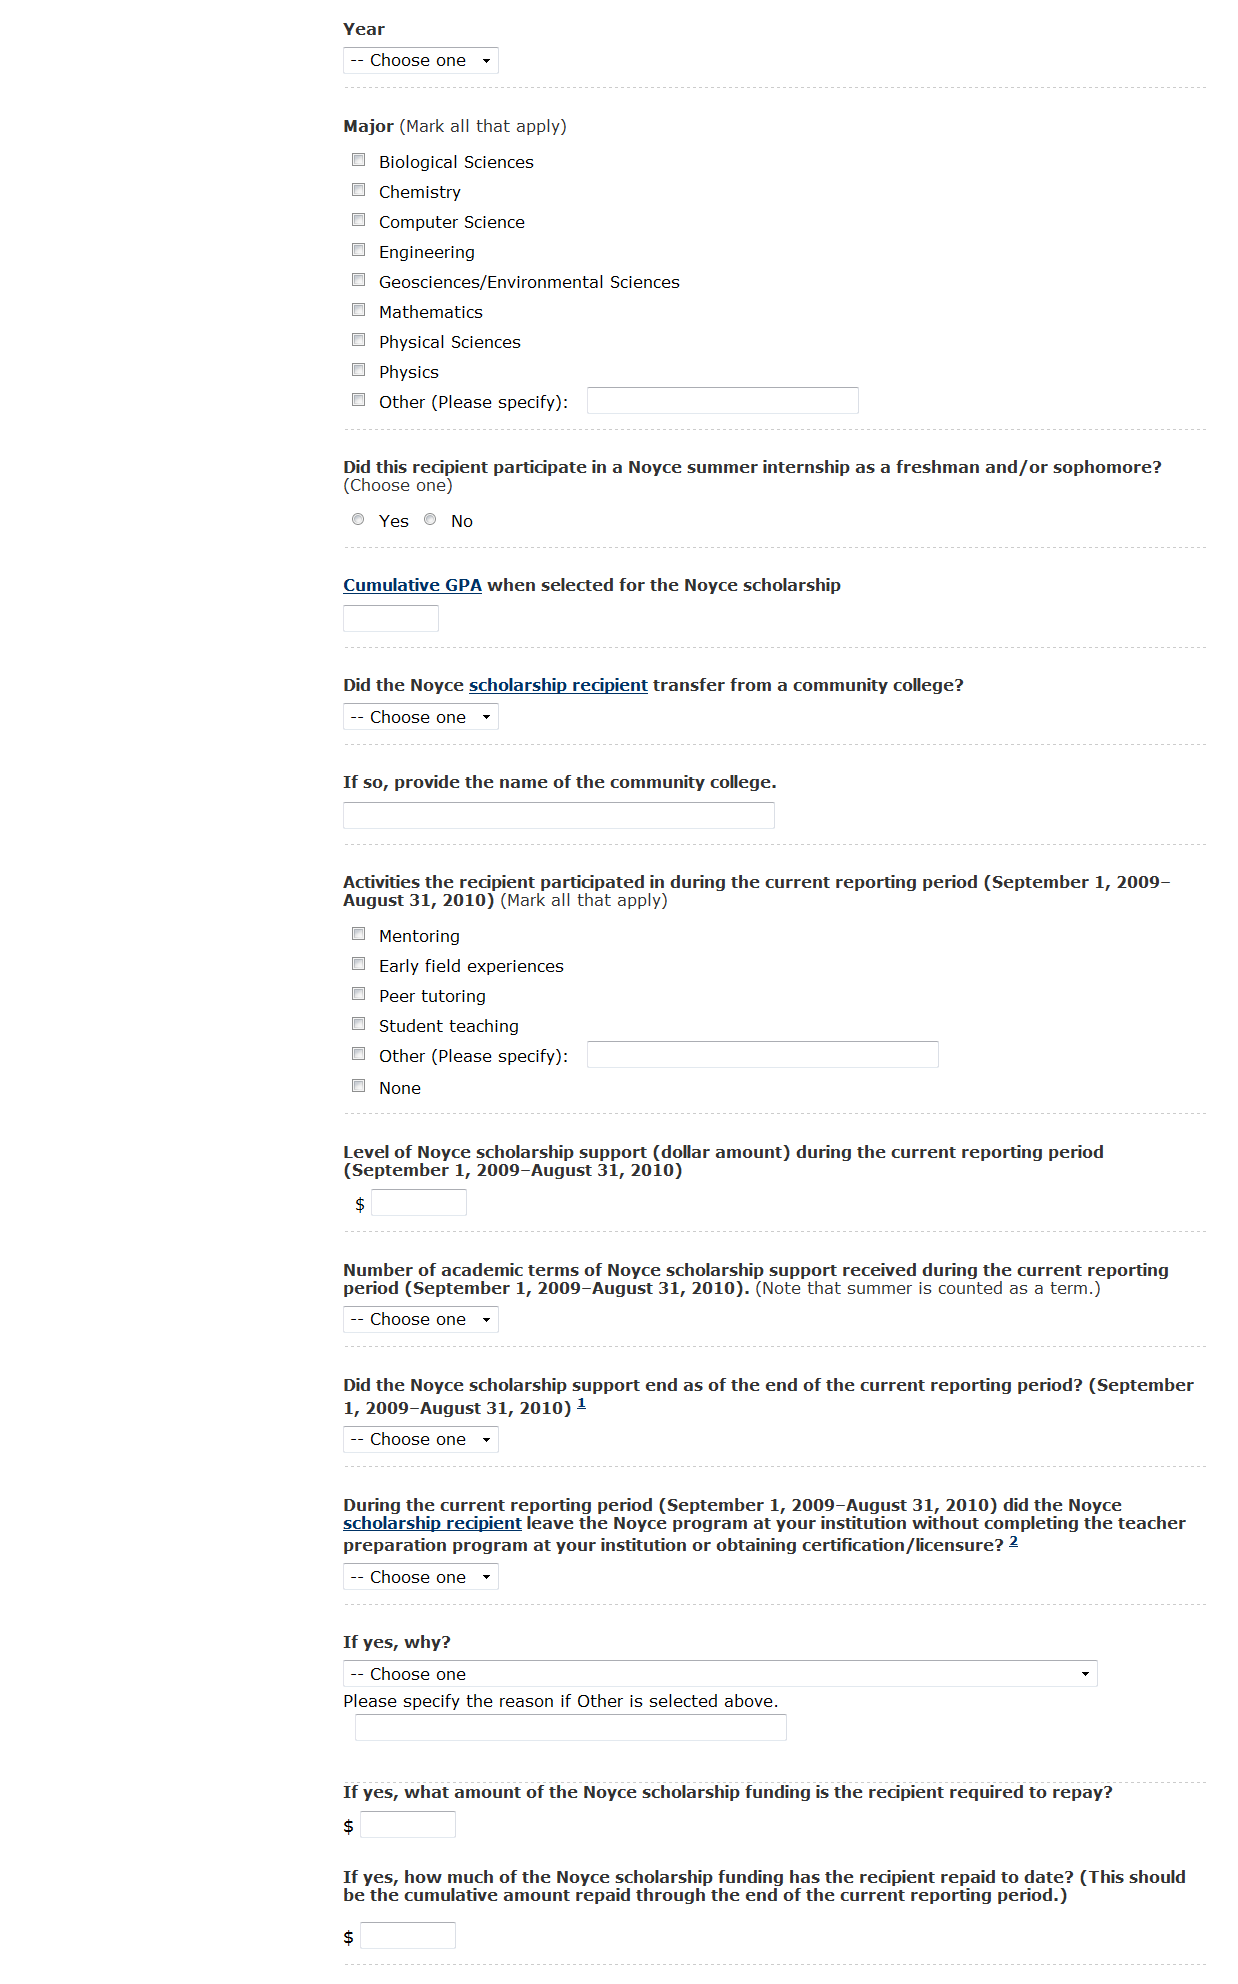 Year
-- Choose one
Major (Mark all that apply)
Biological Sciences
Chemistry
Computer Science
Engineering
Geosciences/Environmental Sciences
Mathematics
Physical Sciences
Physics
Other (Please specify):
Did this recipient participate in a Noyce summer internship as a freshman and/or sophomore?
(Choose one)
Yes No
Cumulative GPA when selected for the Noyce scholarship
Did the Noyce scholarship recipient transfer from a community college?
-- Choose one
If so, provide the name of the community college.
Activities the recipient participated in during the current reporting period (September 1, 2009–
August 31, 2010) (Mark all that apply)
Mentoring
Early field experiences
Peer tutoring
Student teaching
Other (Please specify):
None
Level of Noyce scholarship support (dollar amount) during the current reporting period
(September 1, 2009–August 31, 2010)
$
Number of academic terms of Noyce scholarship support received during the current reporting
period (September 1, 2009–August 31, 2010). (Note that summer is counted as a term.)
-- Choose one
Did the Noyce scholarship support end as of the end of the current reporting period? (September
1, 2009–August 31, 2010) 1
-- Choose one
During the current reporting period (September 1, 2009–August 31, 2010) did the Noyce
scholarship recipient leave the Noyce program at your institution without completing the teacher
preparation program at your institution or obtaining certification/licensure? 2
-- Choose one
If yes, why?
-- Choose one
Please specify the reason if Other is selected above.
If yes, what amount of the Noyce scholarship funding is the recipient required to repay?
$
If yes, how much of the Noyce scholarship funding has the recipient repaid to date? (This should
be the cumulative amount repaid through the end of the current reporting period.)
$